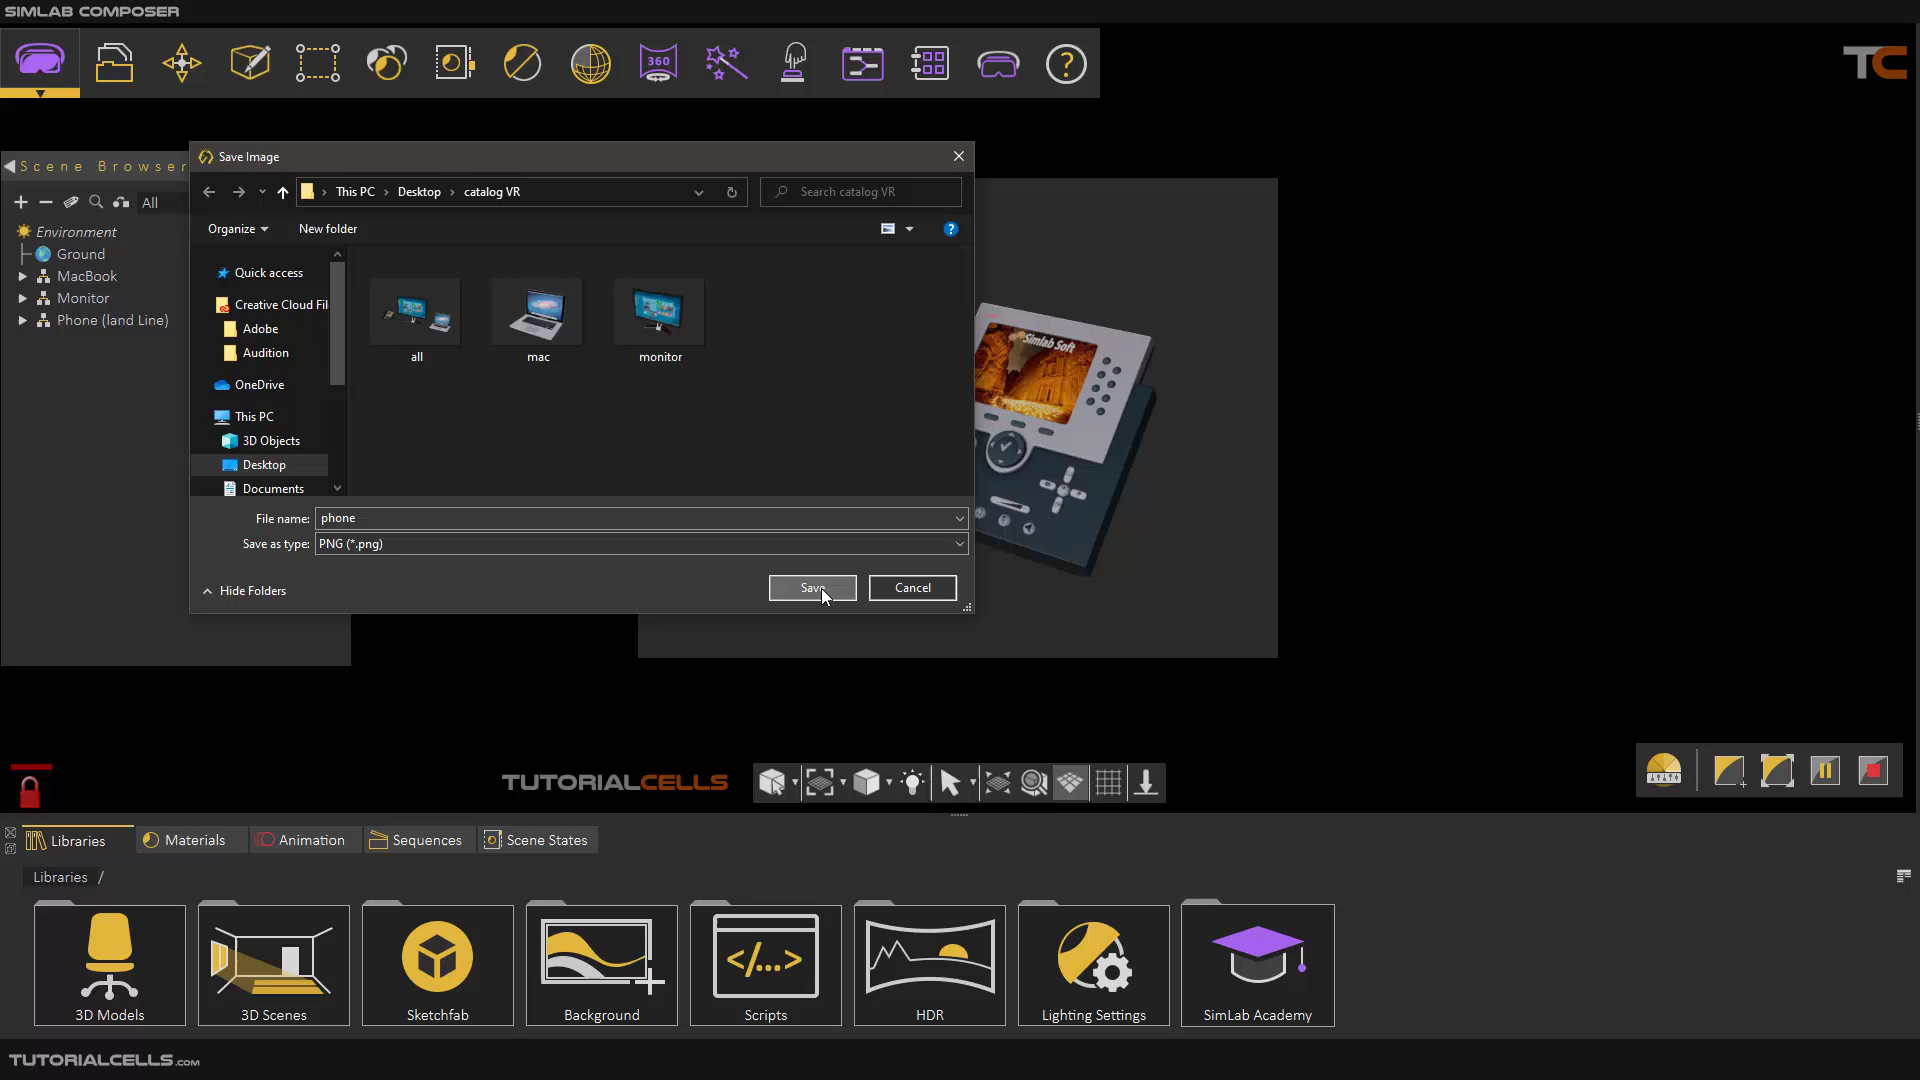 SIMLAB COMPOSER
360
?
TC
Save Image
Scene Browser
This PC
Desktop
catalog VR
Search catalog VR
All
Organize
New folder
?
Environment
Ground
MacBook
Monitor
Phone (land Line)
Quick access
Creative Cloud Fil
Adobe
Audition
OneDrive
This PC
3D Objects
Desktop
Documents
all
mac
monitor
Simlab Soft
File name:
phone
Save as type:
PNG (*.png)
Hide Folders
Save
Cancel
TUTORIALCELLS
Libraries
Materials
Animation
Sequences
Scene States
Libraries /
</...>
3D Models
3D Scenes
Sketchfab
Background
Scripts
HDR
Lighting Settings
SimLab Academy
TUTORIALCELLS.COM